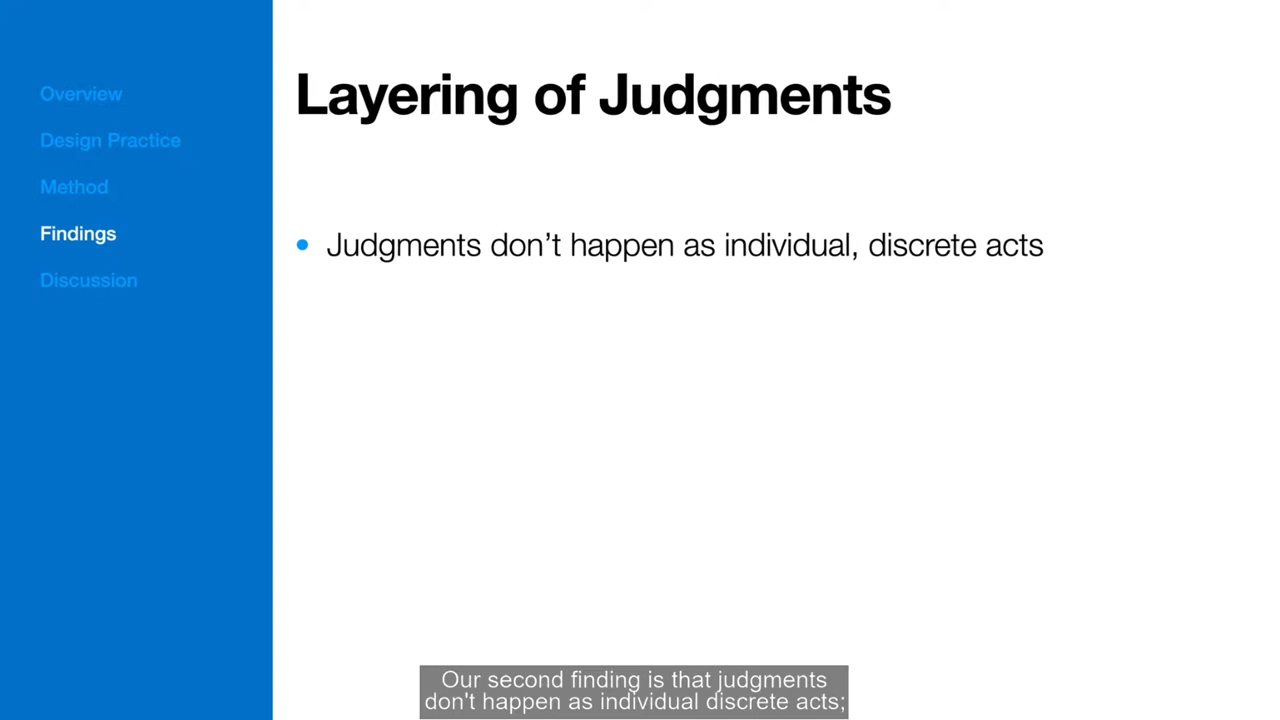 Overview
Design Practice
Method
Findings
Discussion
Layering of Judgments
• Judgments don’t happen as individual, discrete acts
Our second finding is that judgments
don't happen as individual discrete acts;